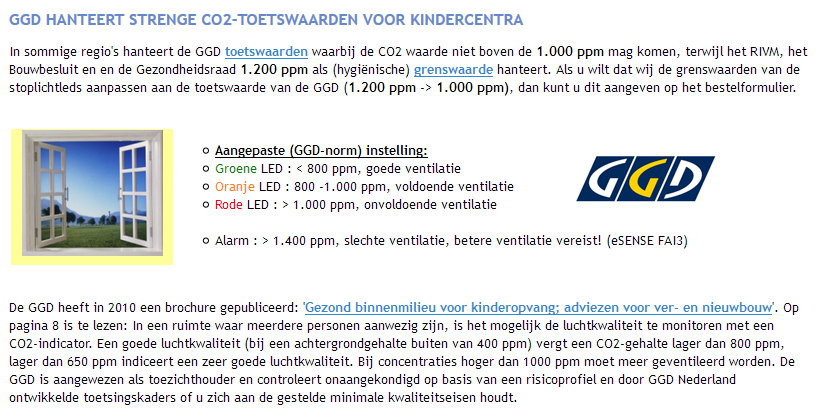 GGD HANTEERT STRENGE CO2-TOETSWAARDEN VOOR KINDERCENTRA
In sommige regio's hanteert de GGD toetswaarden waarbij de CO2 waarde niet boven de 1.000 ppm mag komen, terwijl het RIVM, het
Bouwbesluit en en de Gezondheidsraad 1.200 ppm als (hygiënische) grenswaarde hanteert. Als u wilt dat wij de grenswaarden van de
stoplichtleds aanpassen aan de toetswaarde van de GGD (1.200 ppm -> 1.000 ppm), dan kunt u dit aangeven op het bestelformulier.
Aangepaste (GGD-norm) instelling:
Groene LED : < 800 ppm, goede ventilatie
Oranje LED : 800 -1.000 ppm, voldoende ventilatie
Rode LED : > 1.000 ppm, onvoldoende ventilatie
Alarm : > 1.400 ppm, slechte ventilatie, betere ventilatie vereist! (eSENSE FAI3)
GGD
De GGD heeft in 2010 een brochure gepubliceerd: 'Gezond binnenmilieu voor kinderopvang; adviezen voor ver- en nieuwbouw'. Op
pagina 8 is te lezen: In een ruimte waar meerdere personen aanwezig zijn, is het mogelijk de luchtkwaliteit te monitoren met een
CO2-indicator. Een goede luchtkwaliteit (bij een achtergrondgehalte buiten van 400 ppm) vergt een CO2-gehalte lager dan 800 ppm,
lager dan 650 ppm indiceert een zeer goede luchtkwaliteit. Bij concentraties hoger dan 1000 ppm moet meer geventileerd worden. De
GGD is aangewezen als toezichthouder en controleert onaangekondigd op basis van een risicoprofiel en door GGD Nederland
ontwikkelde toetsingskaders of u zich aan de gestelde minimale kwaliteitseisen houdt.